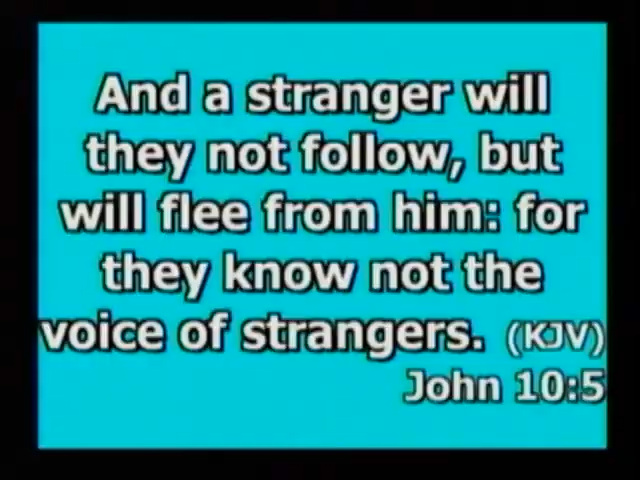 And a stranger will
they not follow, but
will flee from him: for
they know not the
voice of strangers. (KJV)
John 10:5